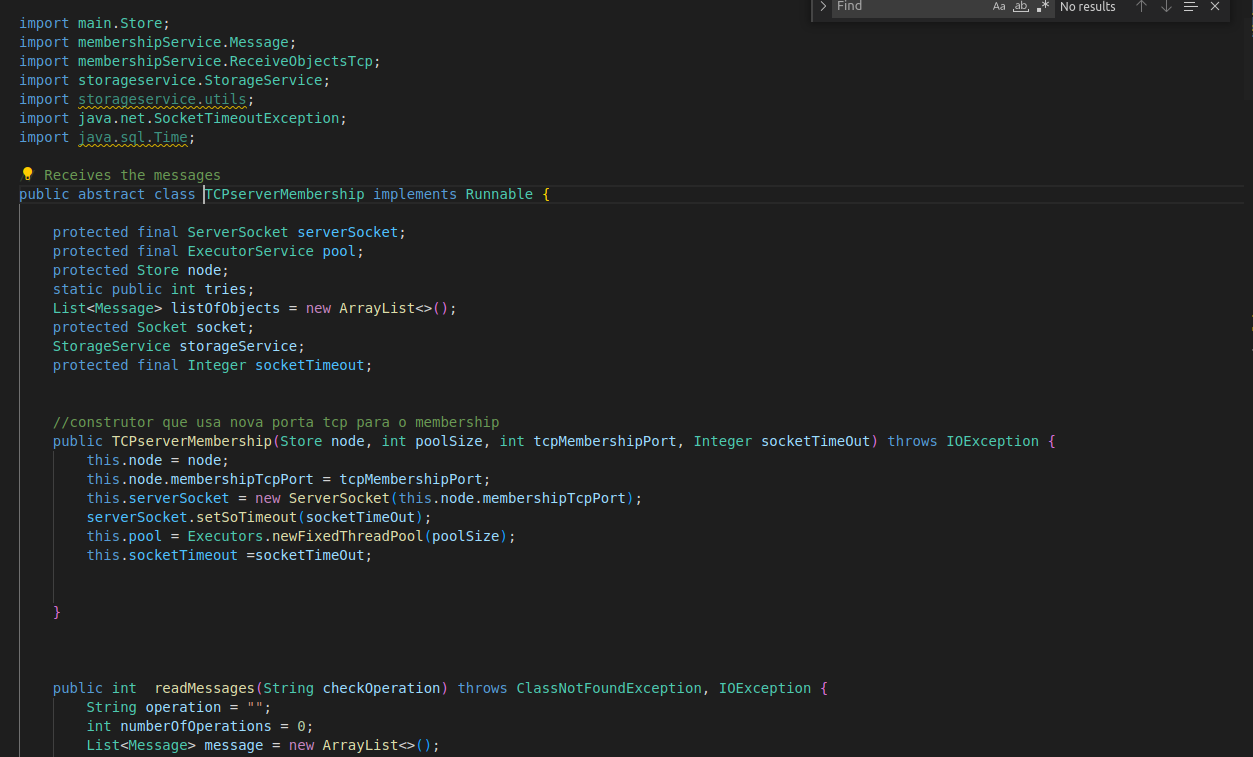 Find Aa ab .* No results
import main.Store;
import membershipService.Message;
import membershipService.ReceiveObjectsTcp;
import storageservice.StorageService;
import storageservice.utils;
import java.net.SocketTimeoutException;
import java.sql.Time;
Receives the messages
public abstract class TCPserverMembership implements Runnable {
protected final ServerSocket serverSocket;
protected final ExecutorService pool;
protected Store node;
static public int tries;
List<Message> listOfObjects = new ArrayList<>();
protected Socket socket;
StorageService storageService;
protected final Integer socketTimeout;
//construtor que usa nova porta tcp para o membership
public TCPserverMembership(Store node, int poolSize, int tcpMembershipPort, Integer socketTimeOut) throws IOException {
this.node = node;
this.node.membershipTcpPort = tcpMembershipPort;
this.serverSocket = new ServerSocket(this.node.membershipTcpPort);
serverSocket.setSoTimeout(socketTimeOut);
this.pool = Executors.newFixedThreadPool(poolSize);
this.socketTimeout =socketTimeOut;
}
public int  readMessages(String checkOperation) throws ClassNotFoundException, IOException {
String operation = "";
int numberOfOperations = 0;
List<Message> message = new ArrayList<>();